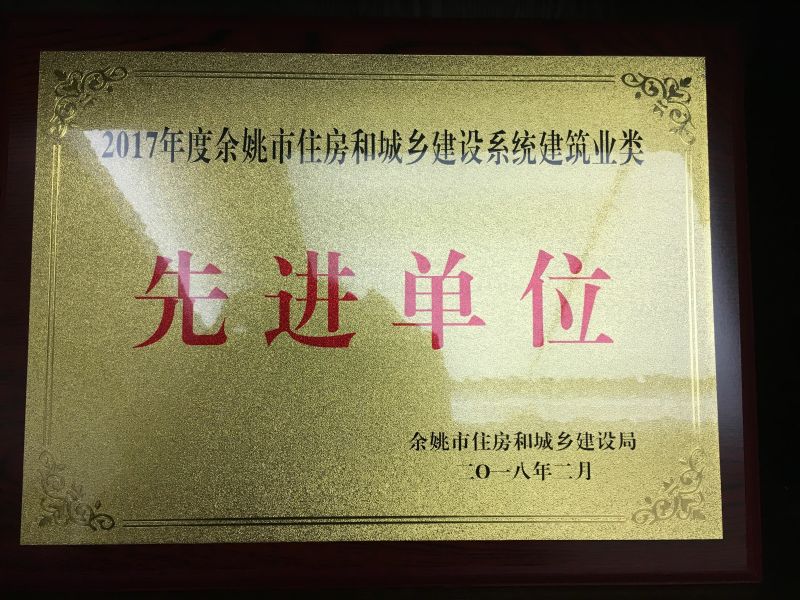 2017年度余姚市住房和城乡建设系统建筑业类
先进单位
余姚市住房和城乡建设局
二〇一八年二月